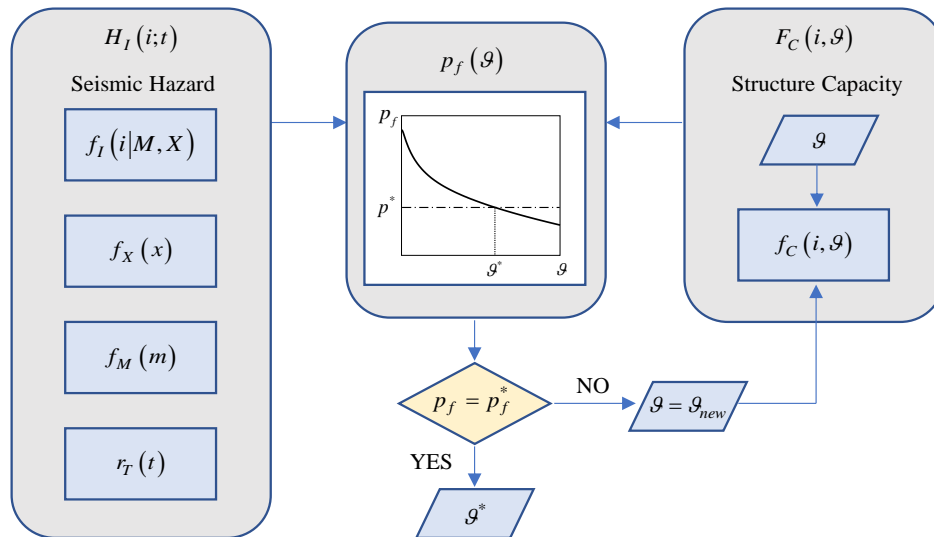 H_I(i;t)
Seismic Hazard
f_I(i|M, X)
f_X(x)
f_M(m)
r_T(t)
p_f(ϑ)
p_f
p*
ϑ*
ϑ
F_C(i,ϑ)
Structure Capacity
ϑ
f_C(i,ϑ)
p_f = p_f^*
NO
ϑ = ϑ_new
YES
ϑ*